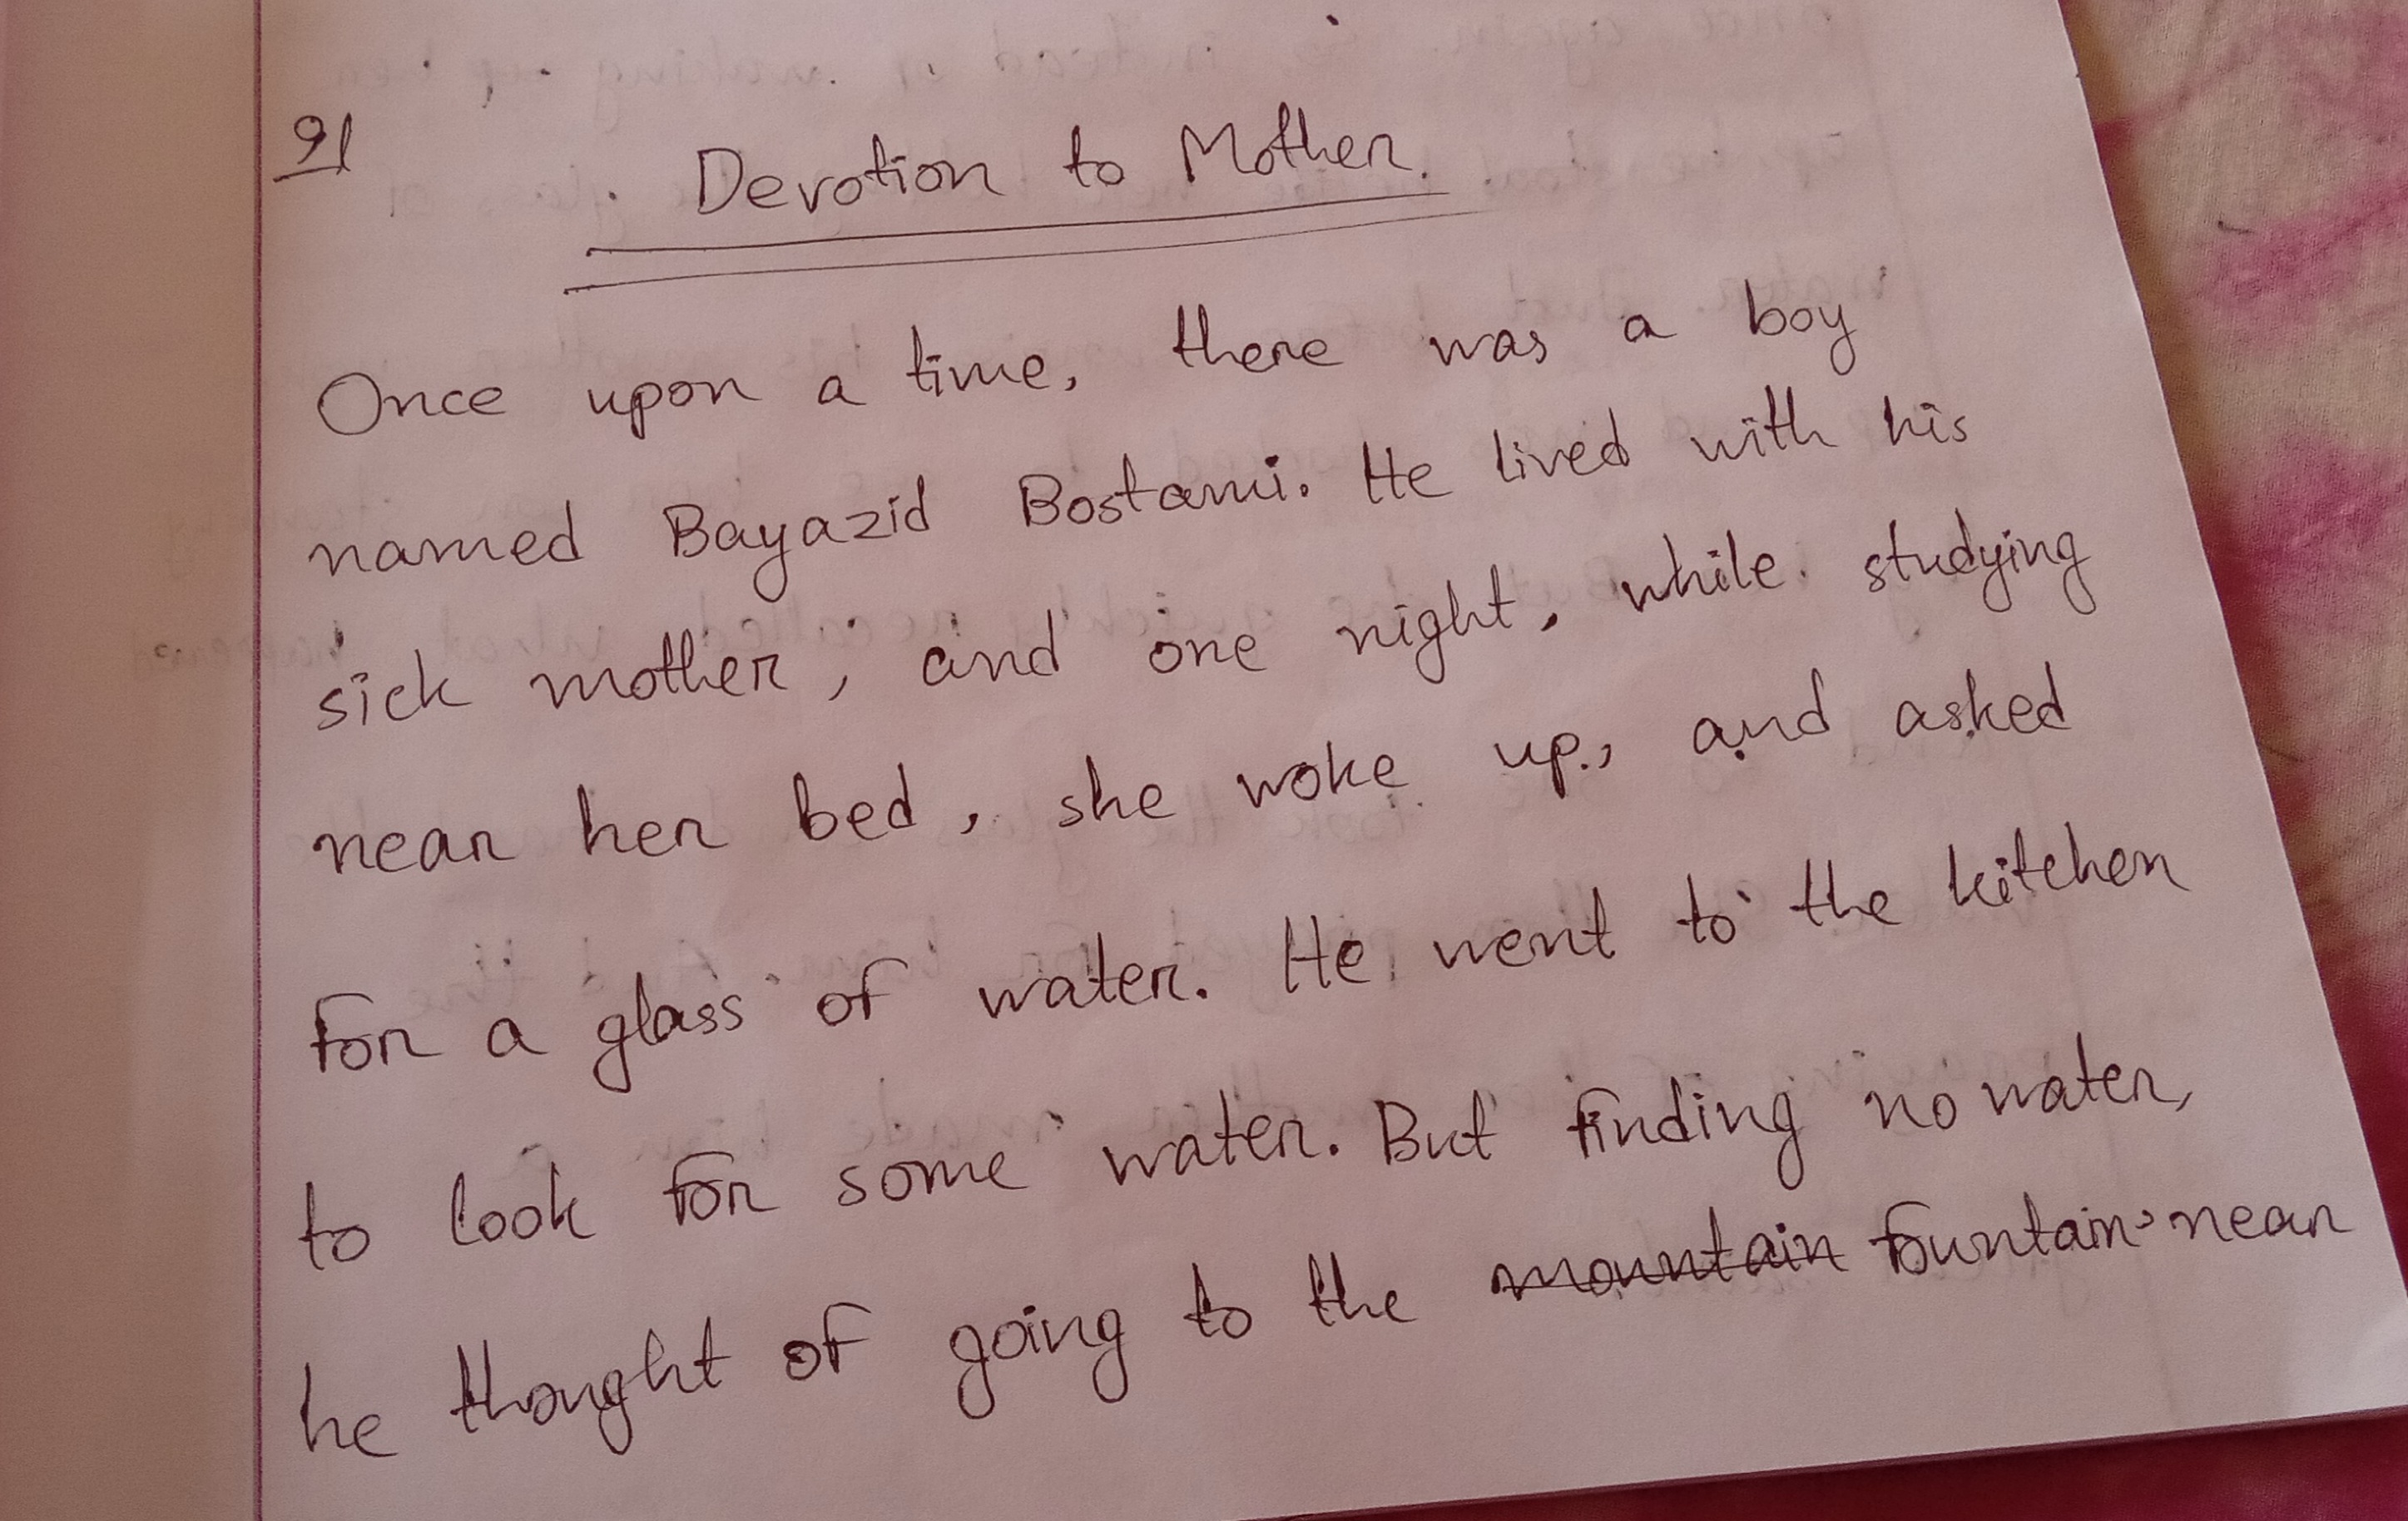 91
Devotion to Mother.
Once upon a time, there was a boy
named Bayazid Bostami. He lived with his
sick mother, and one night, while studying
near her bed, she woke up, and asked
for a glass of water. He went to the kitchen
to look for some water. But finding no water,
he thought of going to the mountain fountain near